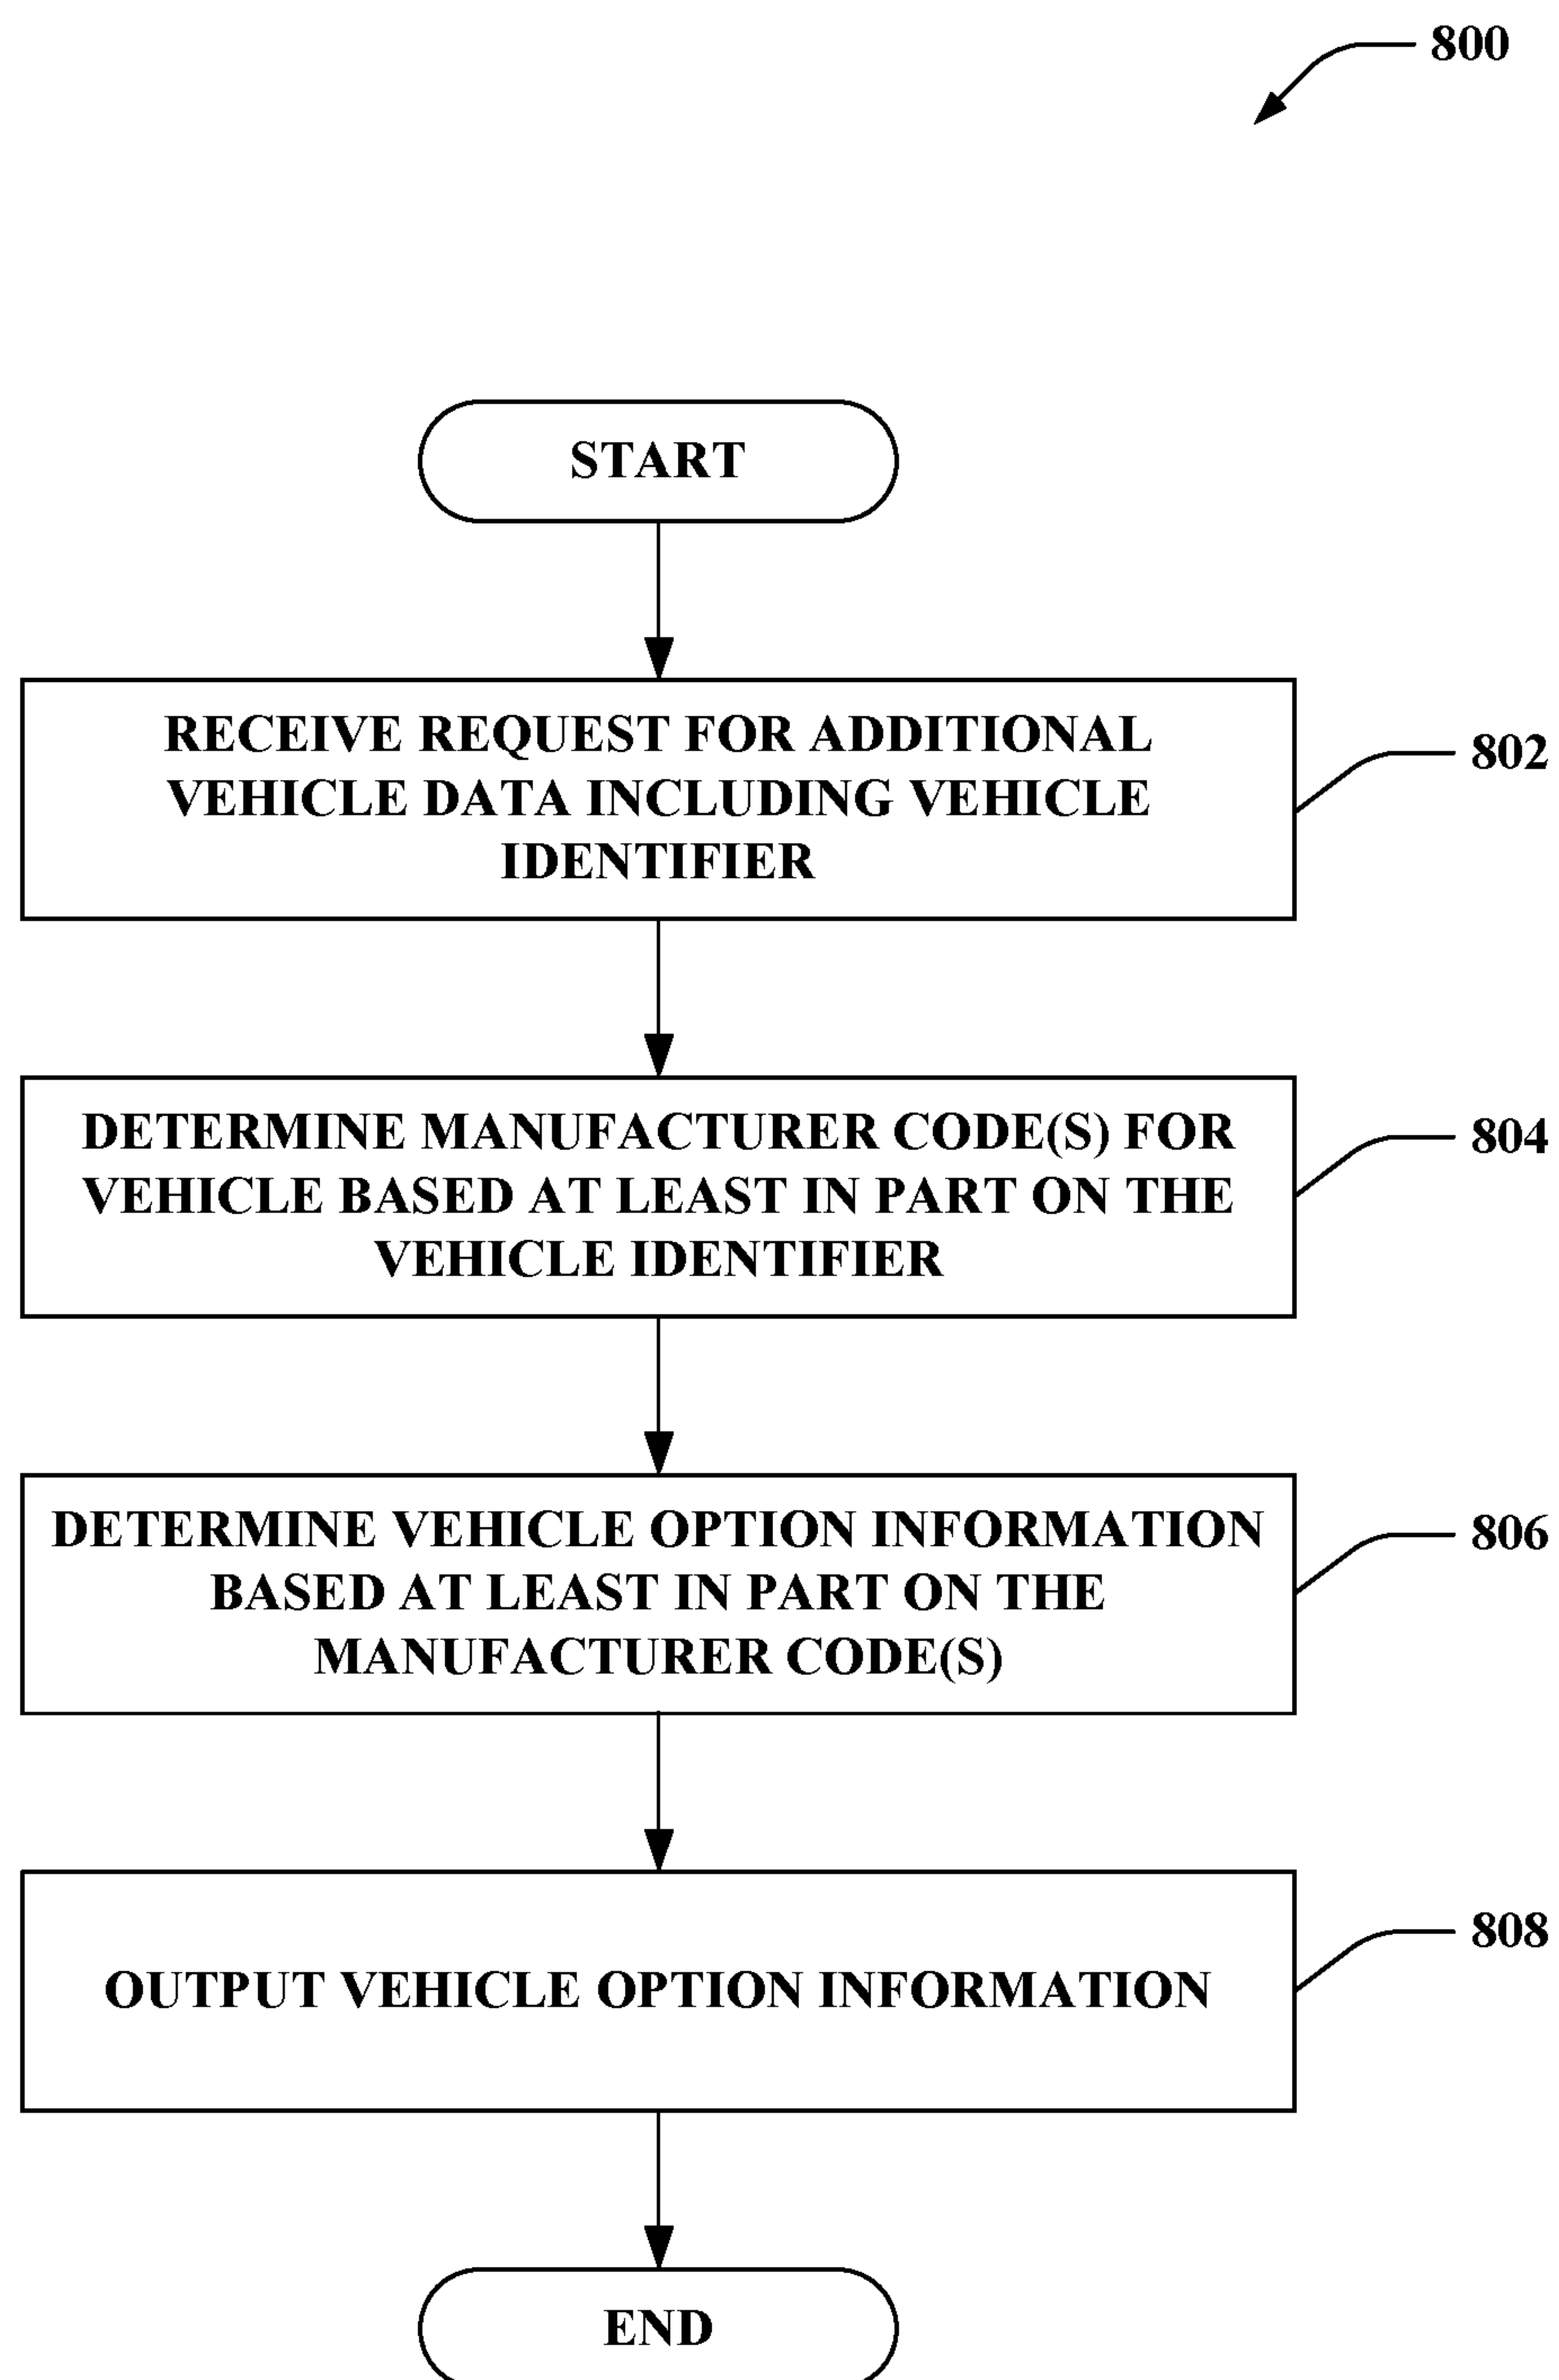 800
START
RECEIVE REQUEST FOR ADDITIONAL
VEHICLE DATA INCLUDING VEHICLE
IDENTIFIER
802
DETERMINE MANUFACTURER CODE(S) FOR
VEHICLE BASED AT LEAST IN PART ON THE
VEHICLE IDENTIFIER
804
DETERMINE VEHICLE OPTION INFORMATION
BASED AT LEAST IN PART ON THE
MANUFACTURER CODE(S)
806
OUTPUT VEHICLE OPTION INFORMATION
808
END